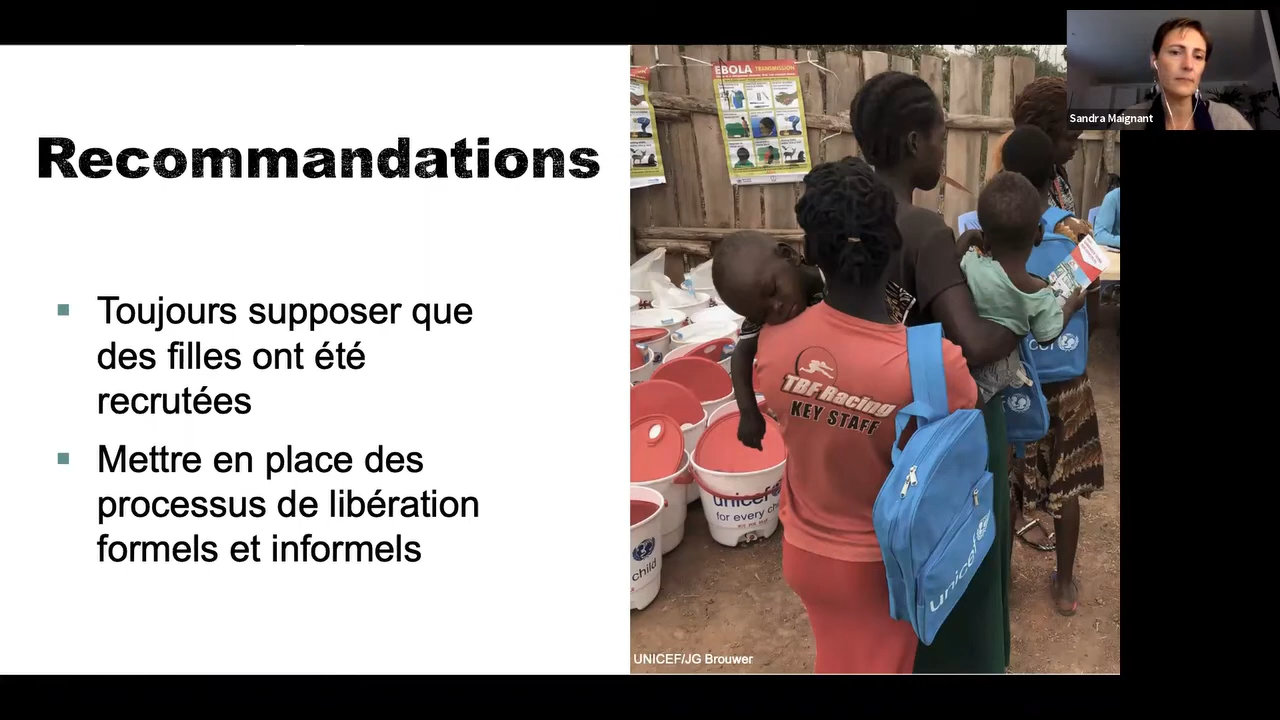 Recommandations
Toujours supposer que
des filles ont été
recrutées
Mettre en place des
processus de libération
formels et informels
EBOLA TRANSMISSION
TBF Racing
KEY STAFF
unicef
for every
child
unicef
UNICEF/JG Brouwer
Sandra Maignant